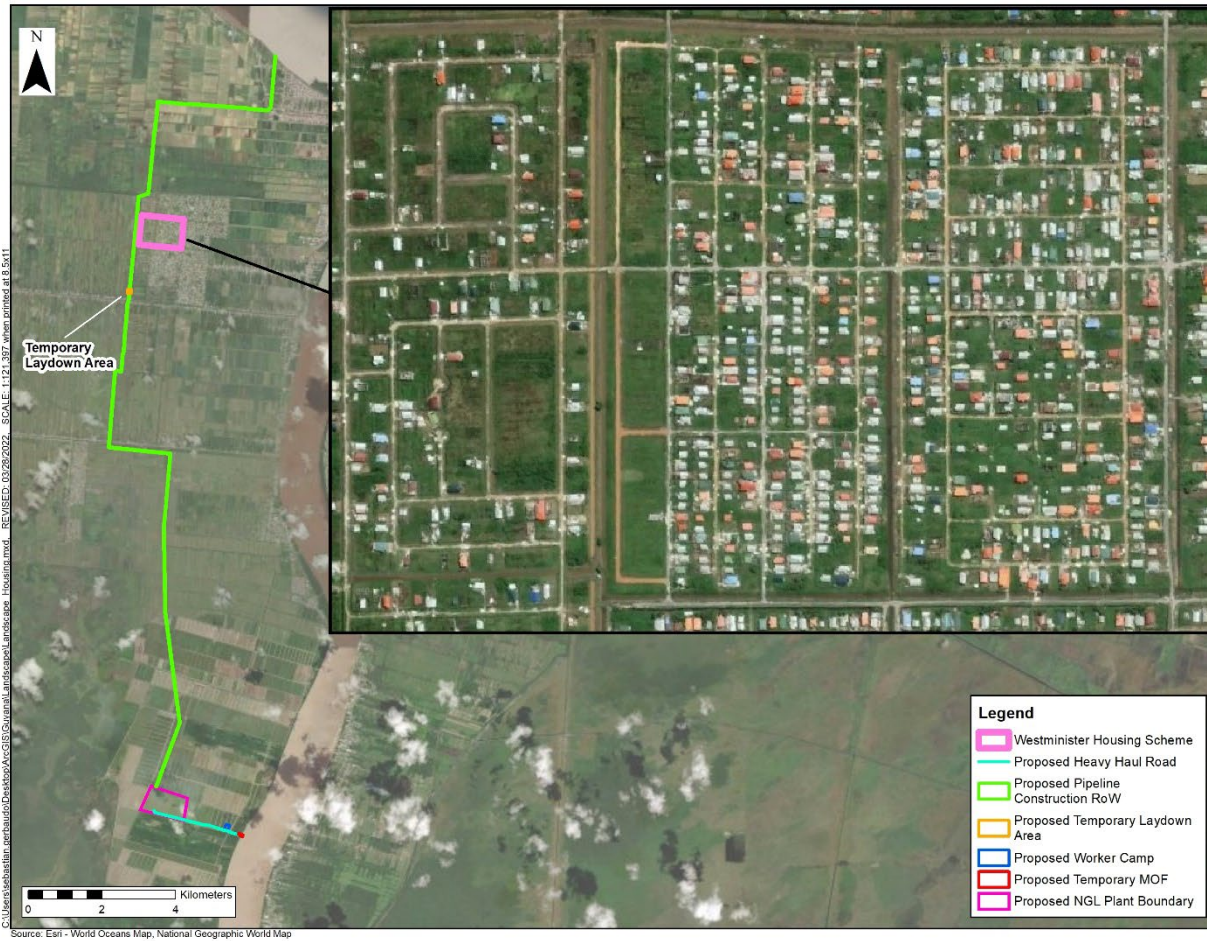 N
Temporary
Laydown Area
C:\Users\sebastian.perbaudo\Desktop\ArcGIS\Guyana\Landscape\Landscape_Housing.mxd, REVISED: 03/28/2022, SCALE: 1:121,397 when printed at 8.5x11
Legend
Westminister Housing Scheme
Proposed Heavy Haul Road
Proposed Pipeline
Construction RoW
Proposed Temporary Laydown
Area
Proposed Worker Camp
Proposed Temporary MOF
Proposed NGL Plant Boundary
Kilometers
0 2 4
Source: Esri - World Oceans Map, National Geographic World Map